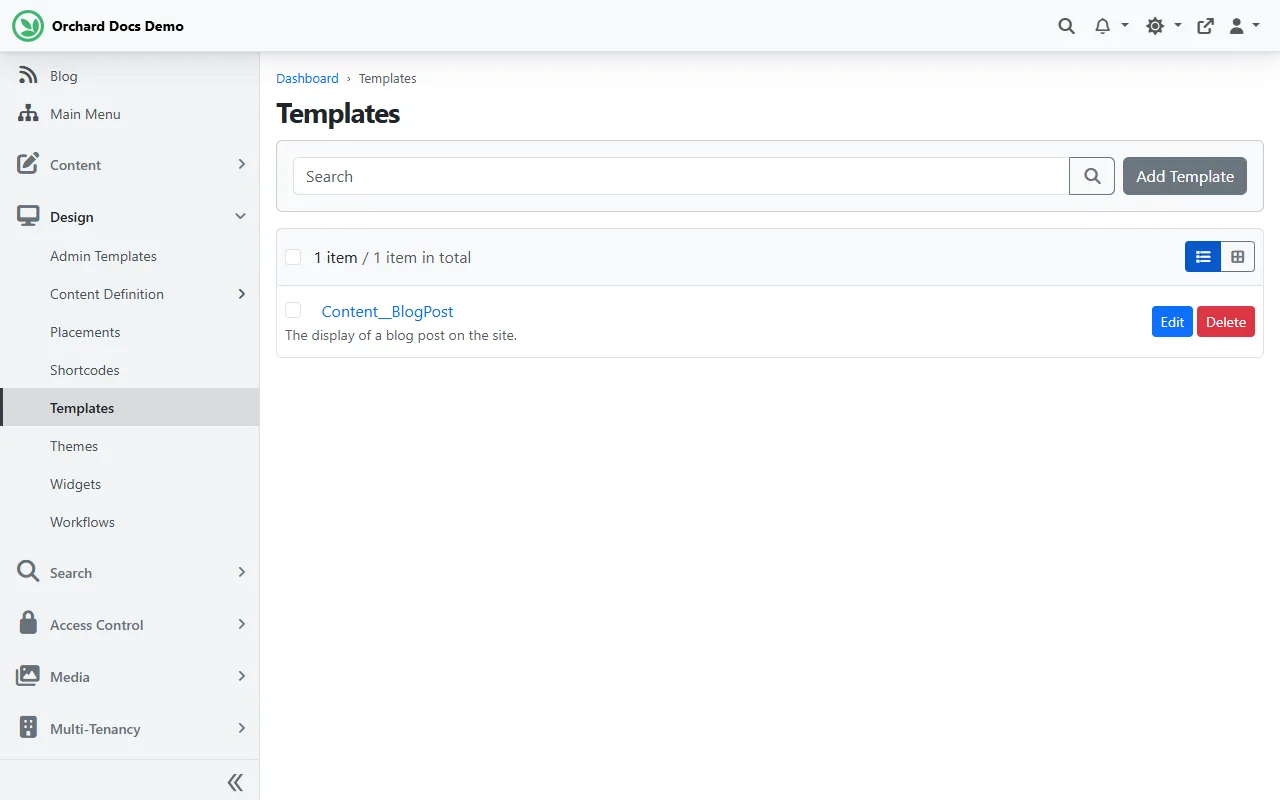 Orchard Docs Demo
Blog
Main Menu
Content
Design
Admin Templates
Content Definition
Placements
Shortcodes
Templates
Themes
Widgets
Workflows
Search
Access Control
Media
Multi-Tenancy
Dashboard › Templates
Templates
Search
Add Template
1 item / 1 item in total
Content__BlogPost
The display of a blog post on the site.
Edit Delete